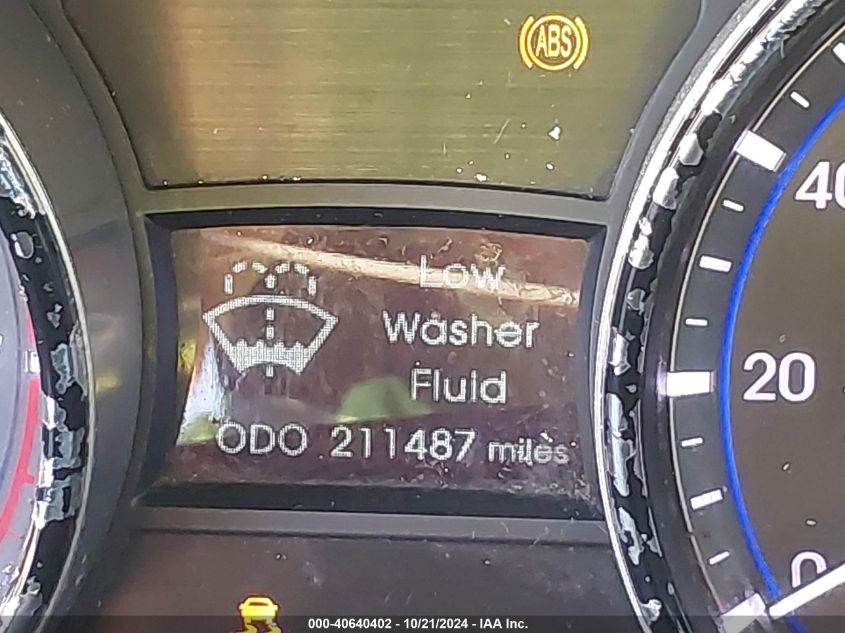 ABS
40
Low
Washer
Fluid
20
ODO 211487 miles
0
000-40640402 - 10/21/2024 - IAA Inc.